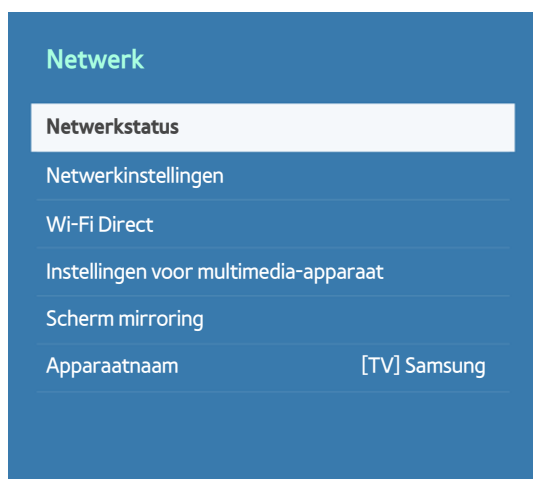 Netwerk
Netwerkstatus
Netwerkinstellingen
Wi-Fi Direct
Instellingen voor multimedia-apparaat
Scherm mirroring
Apparaatnaam [TV] Samsung